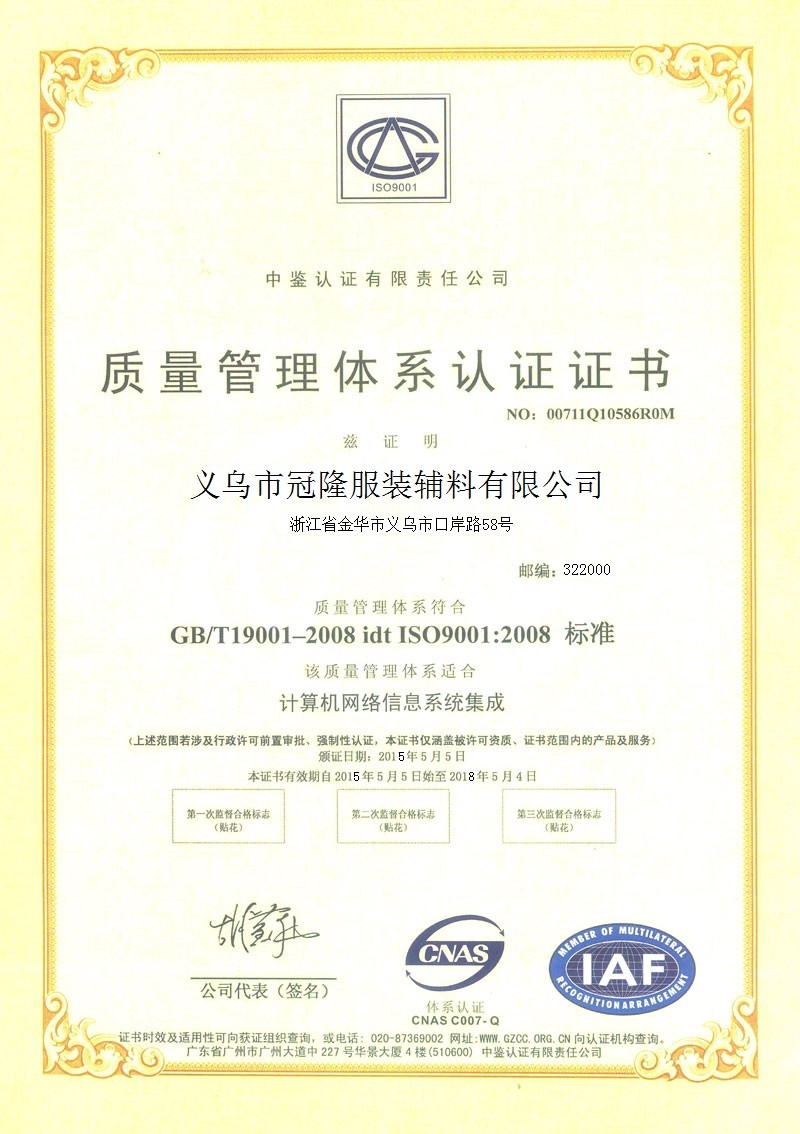 ISO9001
中鉴认证有限责任公司
质量管理体系认证证书
NO：00711Q10586R0M
兹证明
义乌市冠隆服装辅料有限公司
浙江省金华市义乌市口岸路58号
邮编：322000
质量管理体系符合
GB/T19001–2008 idt ISO9001:2008 标准
该质量管理体系适合
计算机网络信息系统集成
（上述范围若涉及行政许可前置审批、强制性认证，本证书仅涵盖被许可资质、证书范围内的产品及服务）
颁证日期：2015年5月5日
本证书有效期自2015年5月5日始至2018年5月4日
第一次监督合格标志
（贴花）
第二次监督合格标志
（贴花）
第三次监督合格标志
（贴花）
公司代表（签名）
CNAS
体系认证
CNAS C007-Q
MEMBER OF MULTILATERAL
IAF
RECOGNITION ARRANGEMENT
证书时效及适用性可向获证组织查询，或电话：020-87369002 网址:WWW.GZCC.ORG.CN 向认证机构查询。
广东省广州市广州大道中227号华景大厦4楼(510600) 中鉴认证有限责任公司